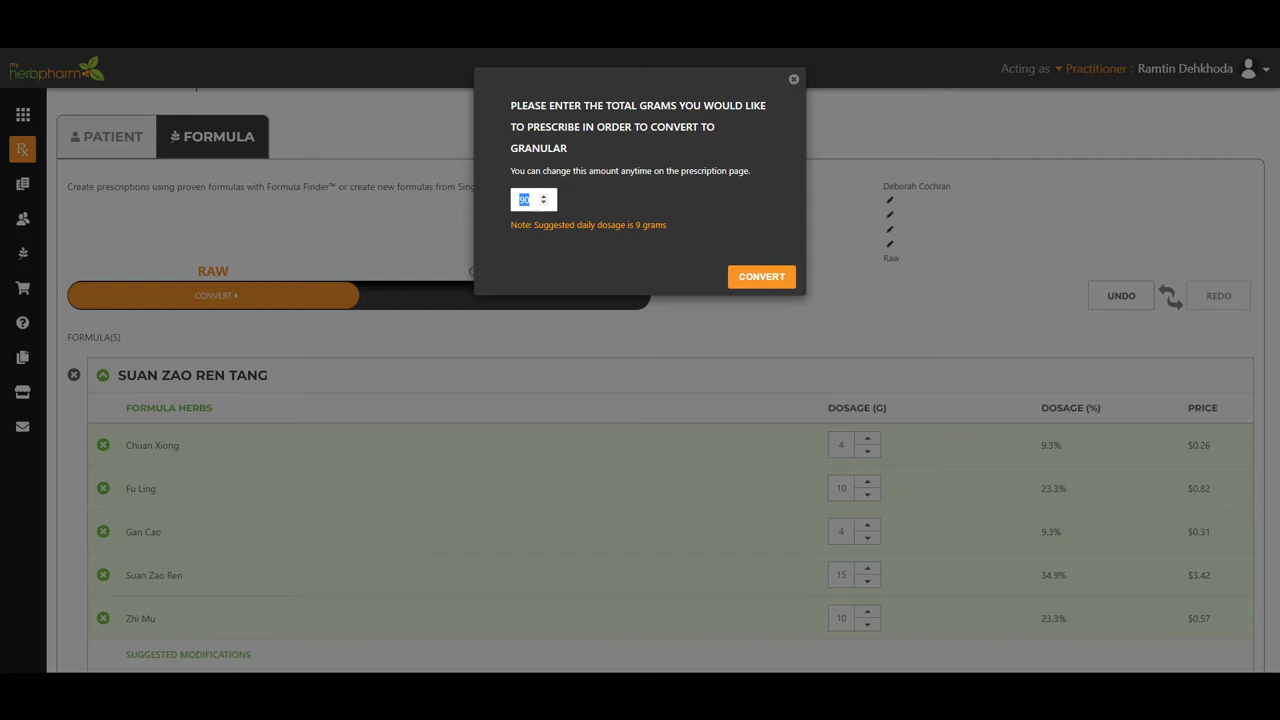 my
herbpharm
Acting as Practitioner : Ramtin Dehkhoda
PLEASE ENTER THE TOTAL GRAMS YOU WOULD LIKE
TO PRESCRIBE IN ORDER TO CONVERT TO
GRANULAR
You can change this amount anytime on the prescription page.
90
Note: Suggested daily dosage is 9 grams
CONVERT
PATIENT
FORMULA
Create prescriptions using proven formulas with Formula Finder™ or create new formulas from Sing
Deborah Cochran
Raw
RAW
G
CONVERT
UNDO
REDO
FORMULA(S)
SUAN ZAO REN TANG
FORMULA HERBS DOSAGE (G) DOSAGE (%) PRICE
Chuan Xiong 4 9.3% $0.26
Fu Ling 10 23.3% $0.82
Gan Cao 4 9.3% $0.31
Suan Zao Ren 15 34.9% $3.42
Zhi Mu 10 23.3% $0.57
SUGGESTED MODIFICATIONS